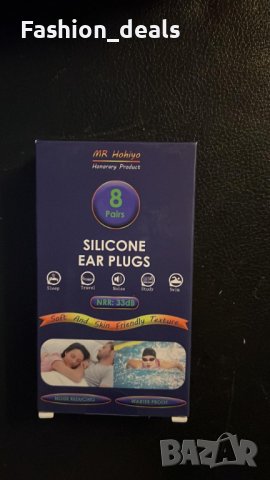 Fashion_deals
MR Hohiyo
Honorary Product
8
Pairs
SILICONE
EAR PLUGS
Sleep Travel Noise Study Swim
NRR: 33dB
Soft And Skin Friendly Texture
NOISE REDUCING WARTER PROOF
BAZAR